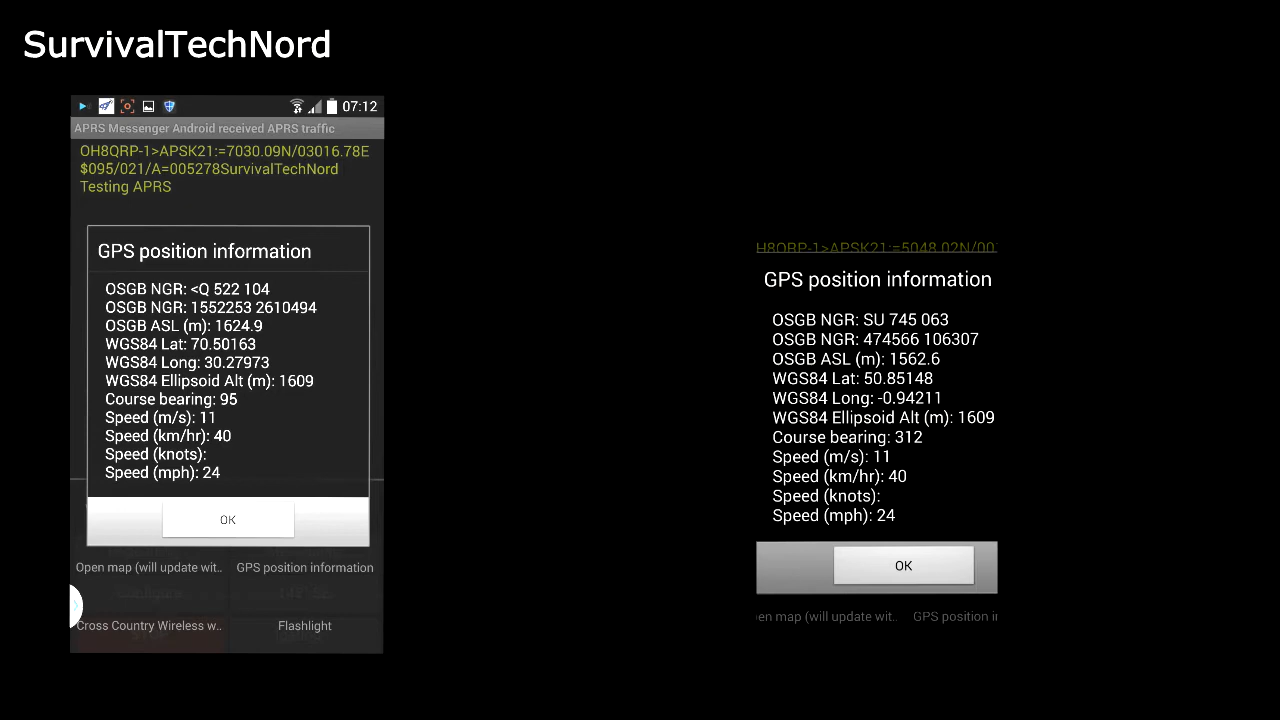 SurvivalTechNord
07:12
APRS Messenger Android received APRS traffic
OH8QRP-1>APSK21:=7030.09N/03016.78E
$095/021/A=005278SurvivalTechNord
Testing APRS
GPS position information
OSGB NGR: <Q 522 104
OSGB NGR: 1552253 2610494
OSGB ASL (m): 1624.9
WGS84 Lat: 70.50163
WGS84 Long: 30.27973
WGS84 Ellipsoid Alt (m): 1609
Course bearing: 95
Speed (m/s): 11
Speed (km/hr): 40
Speed (knots):
Speed (mph): 24
OK
Open map (will update wit..
GPS position information
Cross Country Wireless w..
Flashlight
H8QRP-1>APSK21:=5048.02N/00
GPS position information
OSGB NGR: SU 745 063
OSGB NGR: 474566 106307
OSGB ASL (m): 1562.6
WGS84 Lat: 50.85148
WGS84 Long: -0.94211
WGS84 Ellipsoid Alt (m): 1609
Course bearing: 312
Speed (m/s): 11
Speed (km/hr): 40
Speed (knots):
Speed (mph): 24
OK
en map (will update wit..
GPS position i